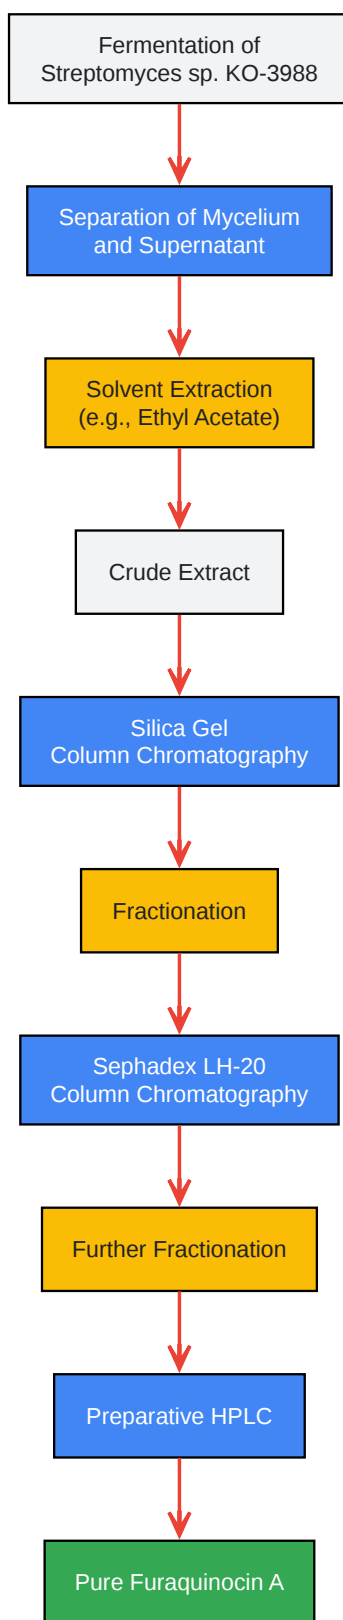 Fermentation of
Streptomyces sp. KO-3988
Separation of Mycelium
and Supernatant
Solvent Extraction
(e.g., Ethyl Acetate)
Crude Extract
Silica Gel
Column Chromatography
Fractionation
Sephadex LH-20
Column Chromatography
Further Fractionation
Preparative HPLC
Pure Furaquinocin A